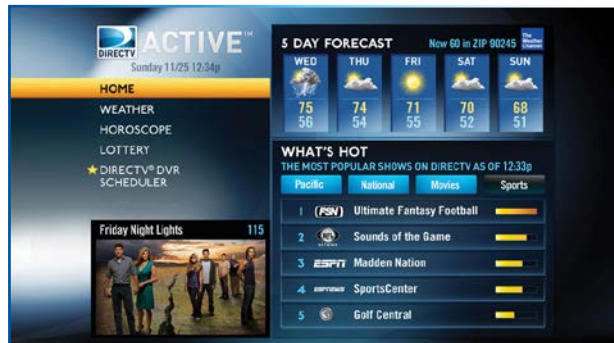 DIRECTV ACTIVE™
Sunday 11/25 12:34p
HOME
WEATHER
HOROSCOPE
LOTTERY
DIRECTV® DVR
SCHEDULER
Friday Night Lights 115
5 DAY FORECAST Now 60 in ZIP 90245 The Weather Channel
WED THU FRI SAT SUN
75 74 71 70 68
56 54 55 52 51
WHAT'S HOT
THE MOST POPULAR SHOWS ON DIRECTV AS OF 12:33p
Pacific National Movies Sports
1 FSN Ultimate Fantasy Football
2 Sounds of the Game
3 ESPN Madden Nation
4 ESPNEWS SportsCenter
5 Golf Central